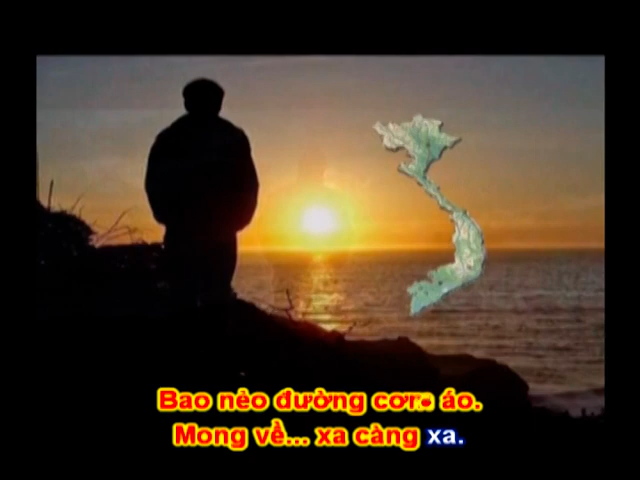 Bao nẻo đường cơm áo.
Mong về... xa càng xa.